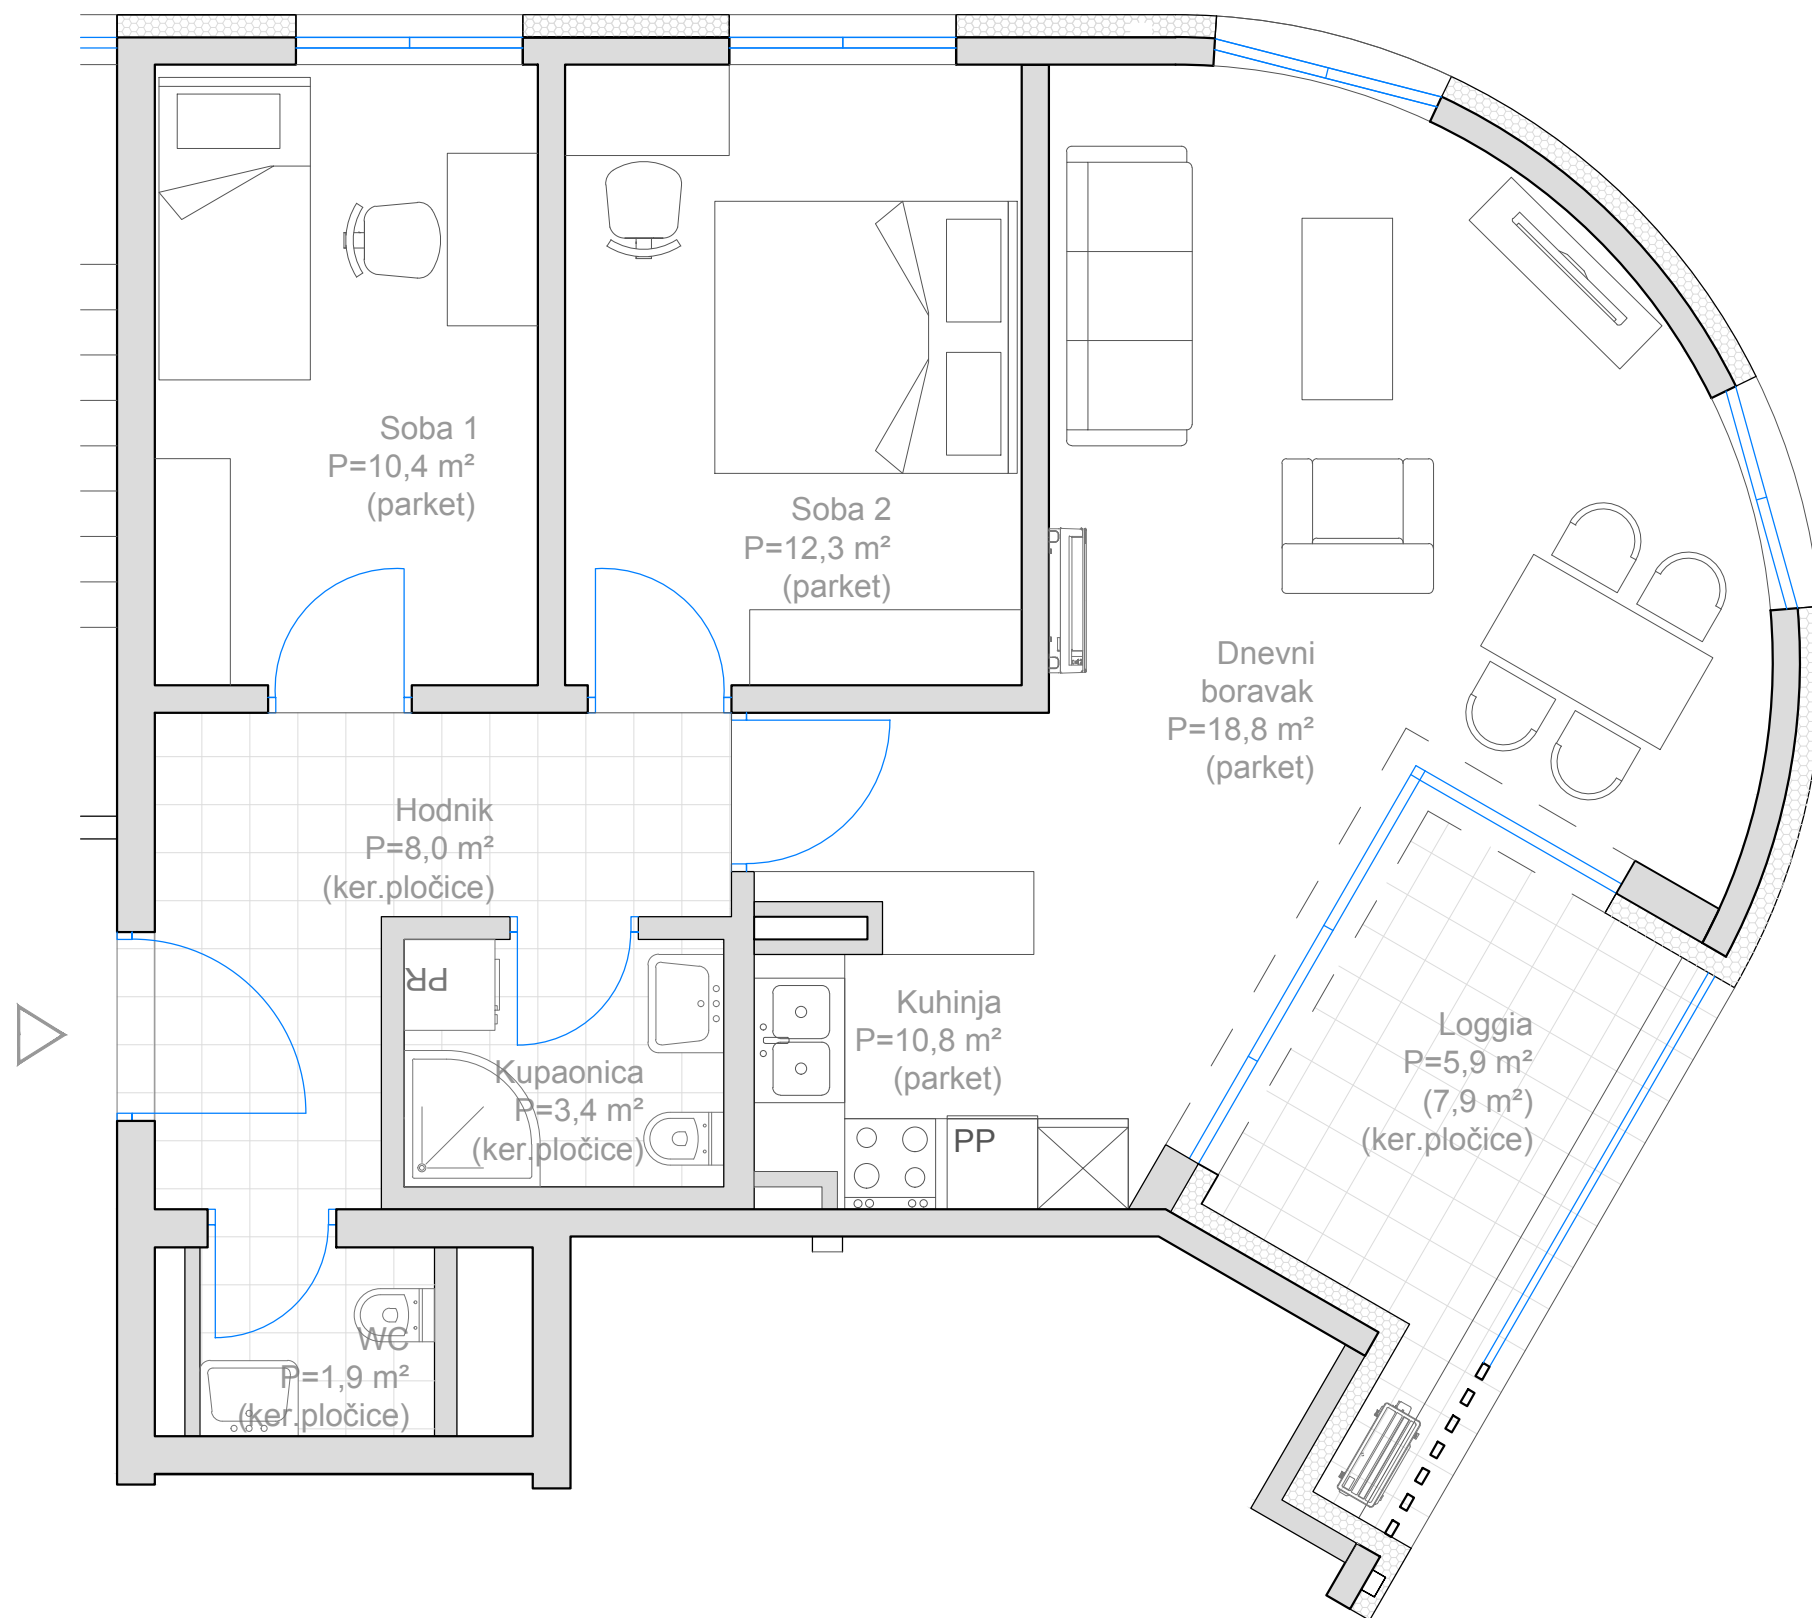 Soba 1
P=10,4 m²
(parket)
Soba 2
P=12,3 m²
(parket)
Dnevni
boravak
P=18,8 m²
(parket)
Hodnik
P=8,0 m²
(ker.pločice)
PR
Kupaonica
P=3,4 m²
(ker.pločice)
Kuhinja
P=10,8 m²
(parket)
PP
Loggia
P=5,9 m²
(7,9 m²)
(ker.pločice)
WC
P=1,9 m²
(ker.pločice)